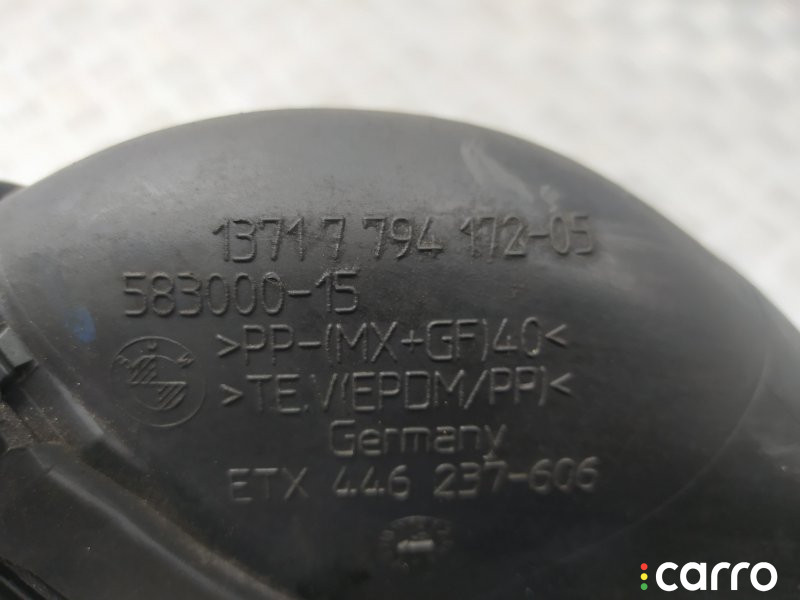 1371 7 794 172-05
583000-15
>PP-(MX+GF)40<
>TE.V(EPDM/PP)<
Germany
ETX 446 237-606
carro